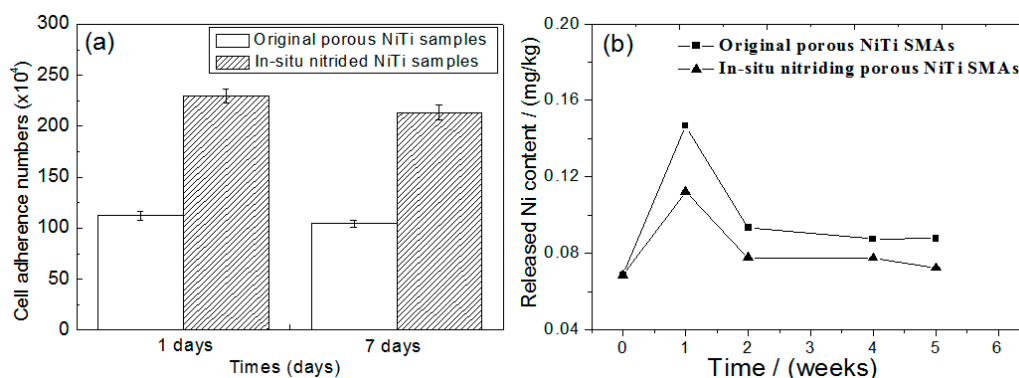 (a)
Original porous NiTi samples
In-situ nitrided NiTi samples
Cell adherence numbers (x10⁴)
300
250
200
150
100
50
0
1 days
7 days
Times (days)
(b)
Original porous NiTi SMAs
In-situ nitriding porous NiTi SMAs
Released Ni content / (mg/kg)
0.20
0.16
0.12
0.08
0.04
0 1 2 3 4 5 6
Time / (weeks)